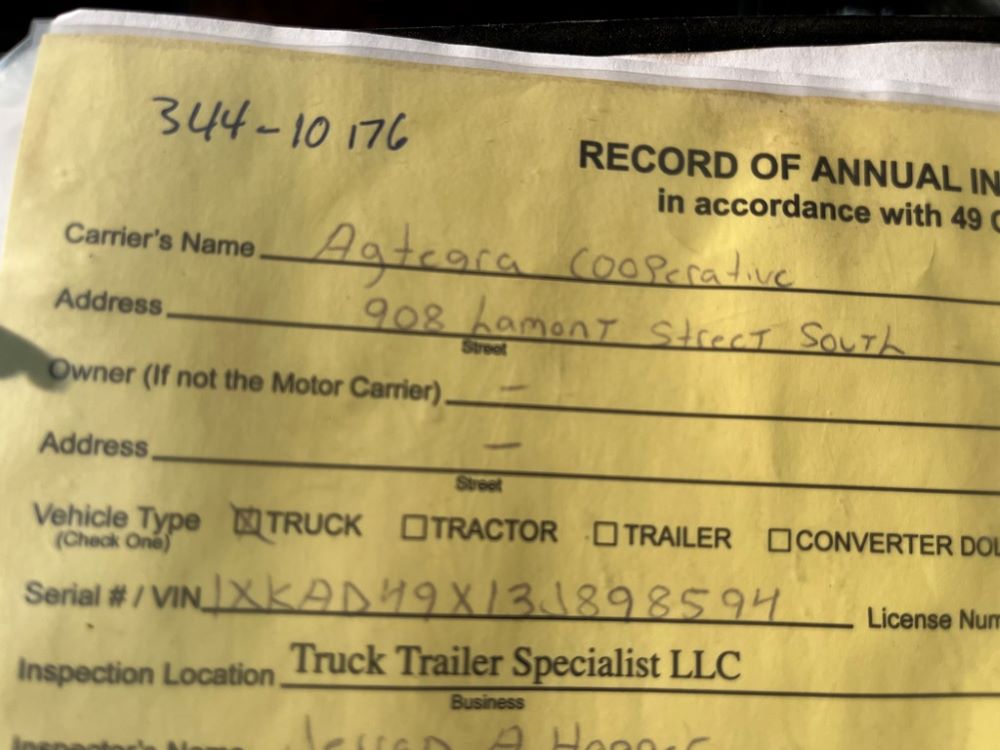 344-10176
RECORD OF ANNUAL IN
in accordance with 49 C
Carrier's Name Agtegra Cooperative
Address 908 Lamont Street South
Street
Owner (If not the Motor Carrier) —
Address —
Street
Vehicle Type ☒ TRUCK ☐ TRACTOR ☐ TRAILER ☐ CONVERTER DOL
(Check One)
Serial # / VIN 1XKAD49X13J898594 License Num
Inspection Location Truck Trailer Specialist LLC
Business
Inspector's Name A